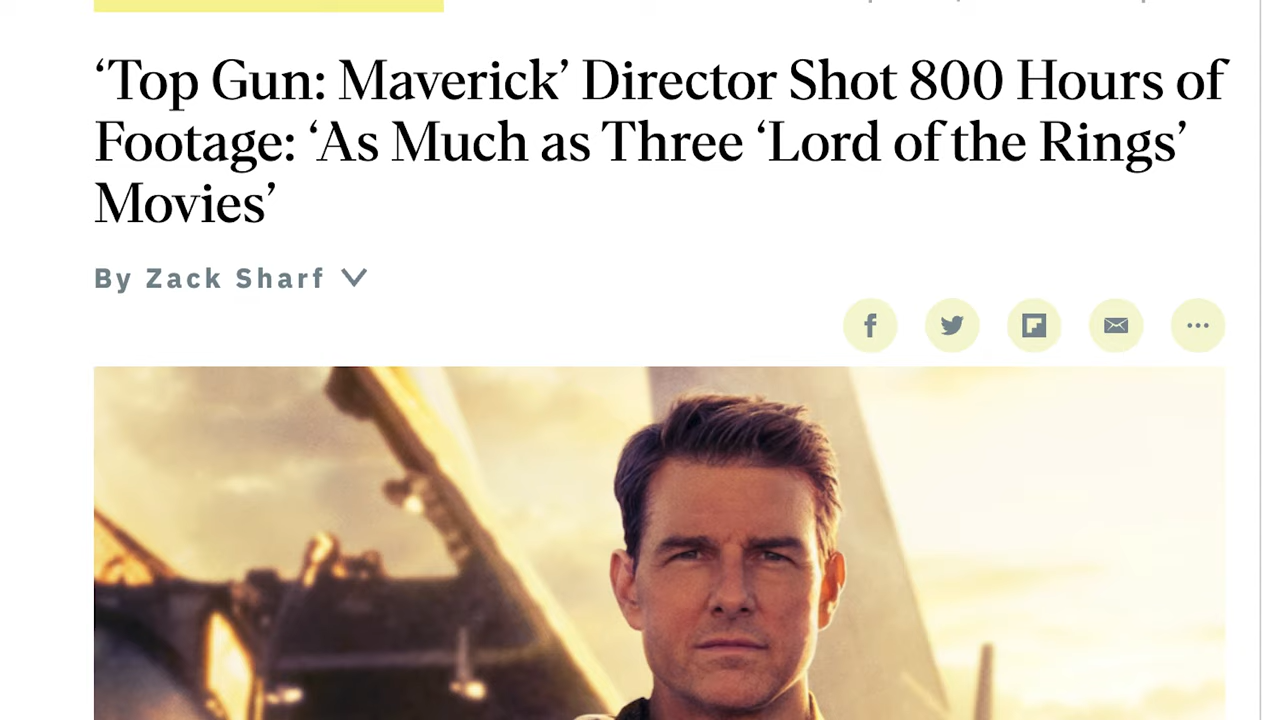 ‘Top Gun: Maverick’ Director Shot 800 Hours of
Footage: ‘As Much as Three ‘Lord of the Rings’
Movies’
By Zack Sharf